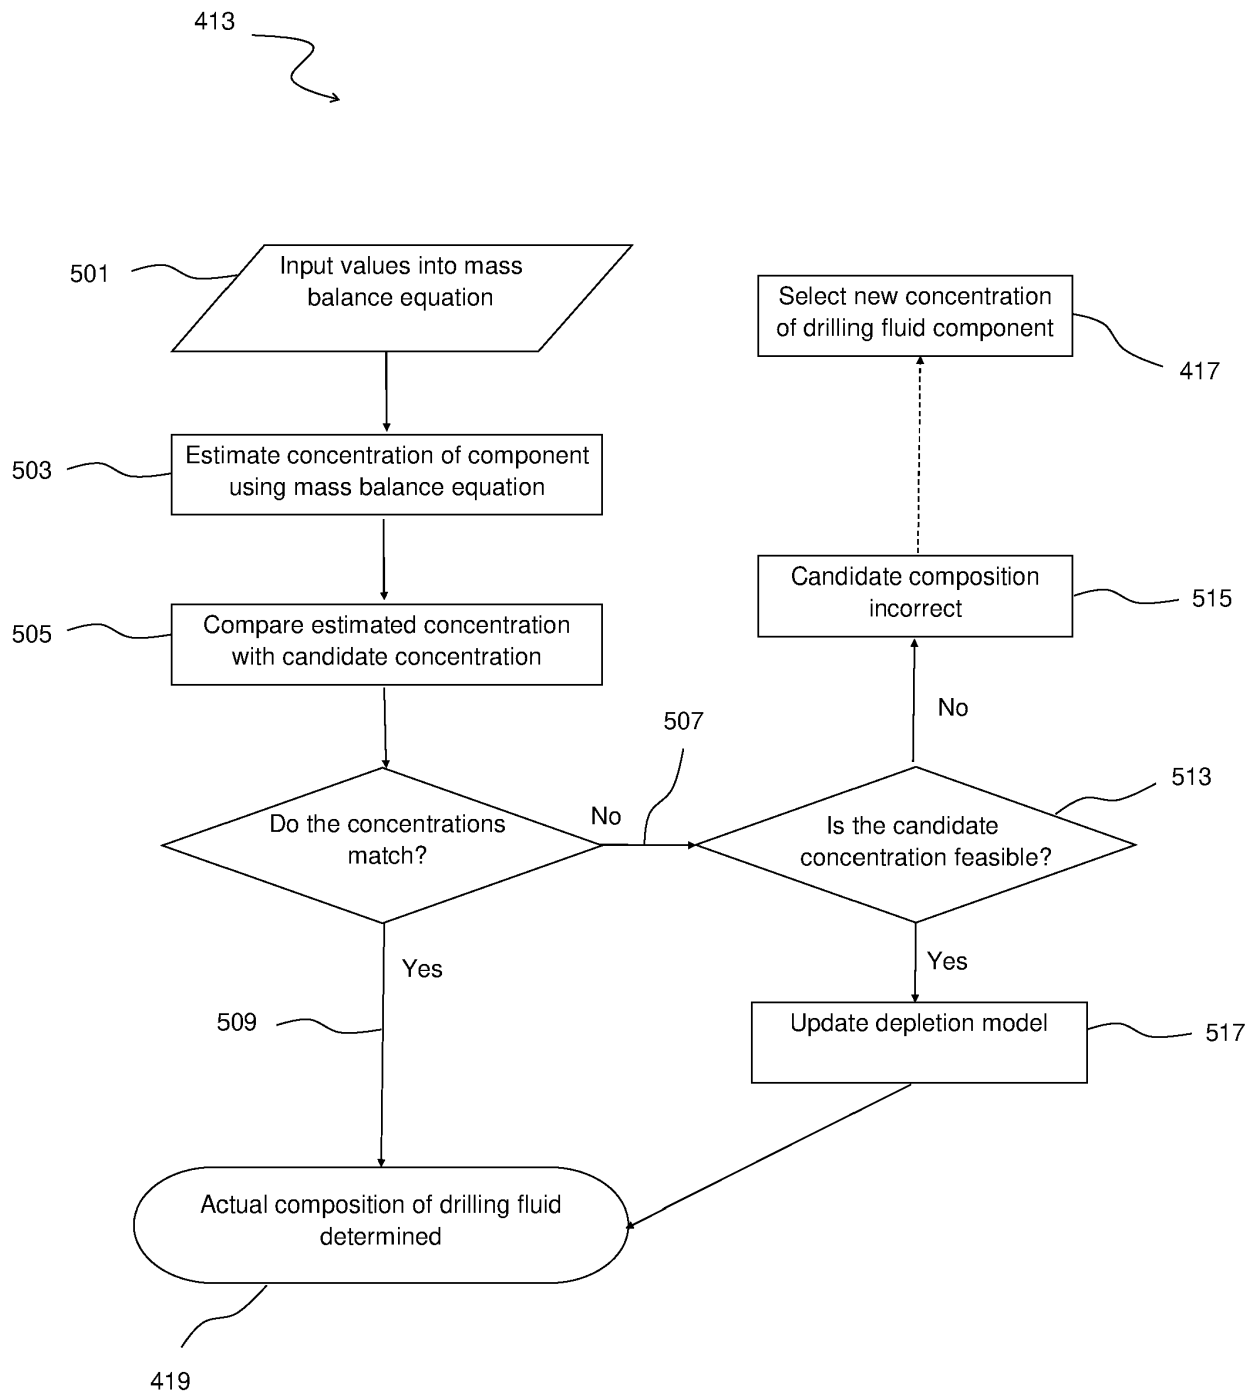 413
501
Input values into mass
balance equation
Select new concentration
of drilling fluid component
417
503
Estimate concentration of component
using mass balance equation
505
Compare estimated concentration
with candidate concentration
Candidate composition
incorrect
515
No
507
513
No
Do the concentrations
match?
Is the candidate
concentration feasible?
Yes
Yes
509
Update depletion model
517
Actual composition of drilling fluid
determined
419